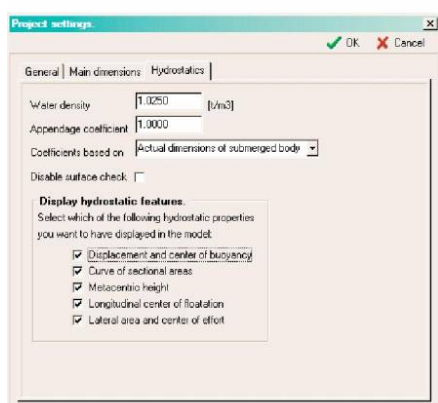 Project settings.
OK Cancel
General Main dimensions Hydrostatics
Water density 1.0250 [t/m3]
Appendage coefficient 1.0000
Coefficients based on Actual dimensions of submerged body
Disable surface check
Display hydrostatic features.
Select which of the following hydrostatic properties
you want to have displayed in the model:
Displacement and center of buoyancy
Curve of sectional areas
Metacentric height
Longitudinal center of floatation
Lateral area and center of effort